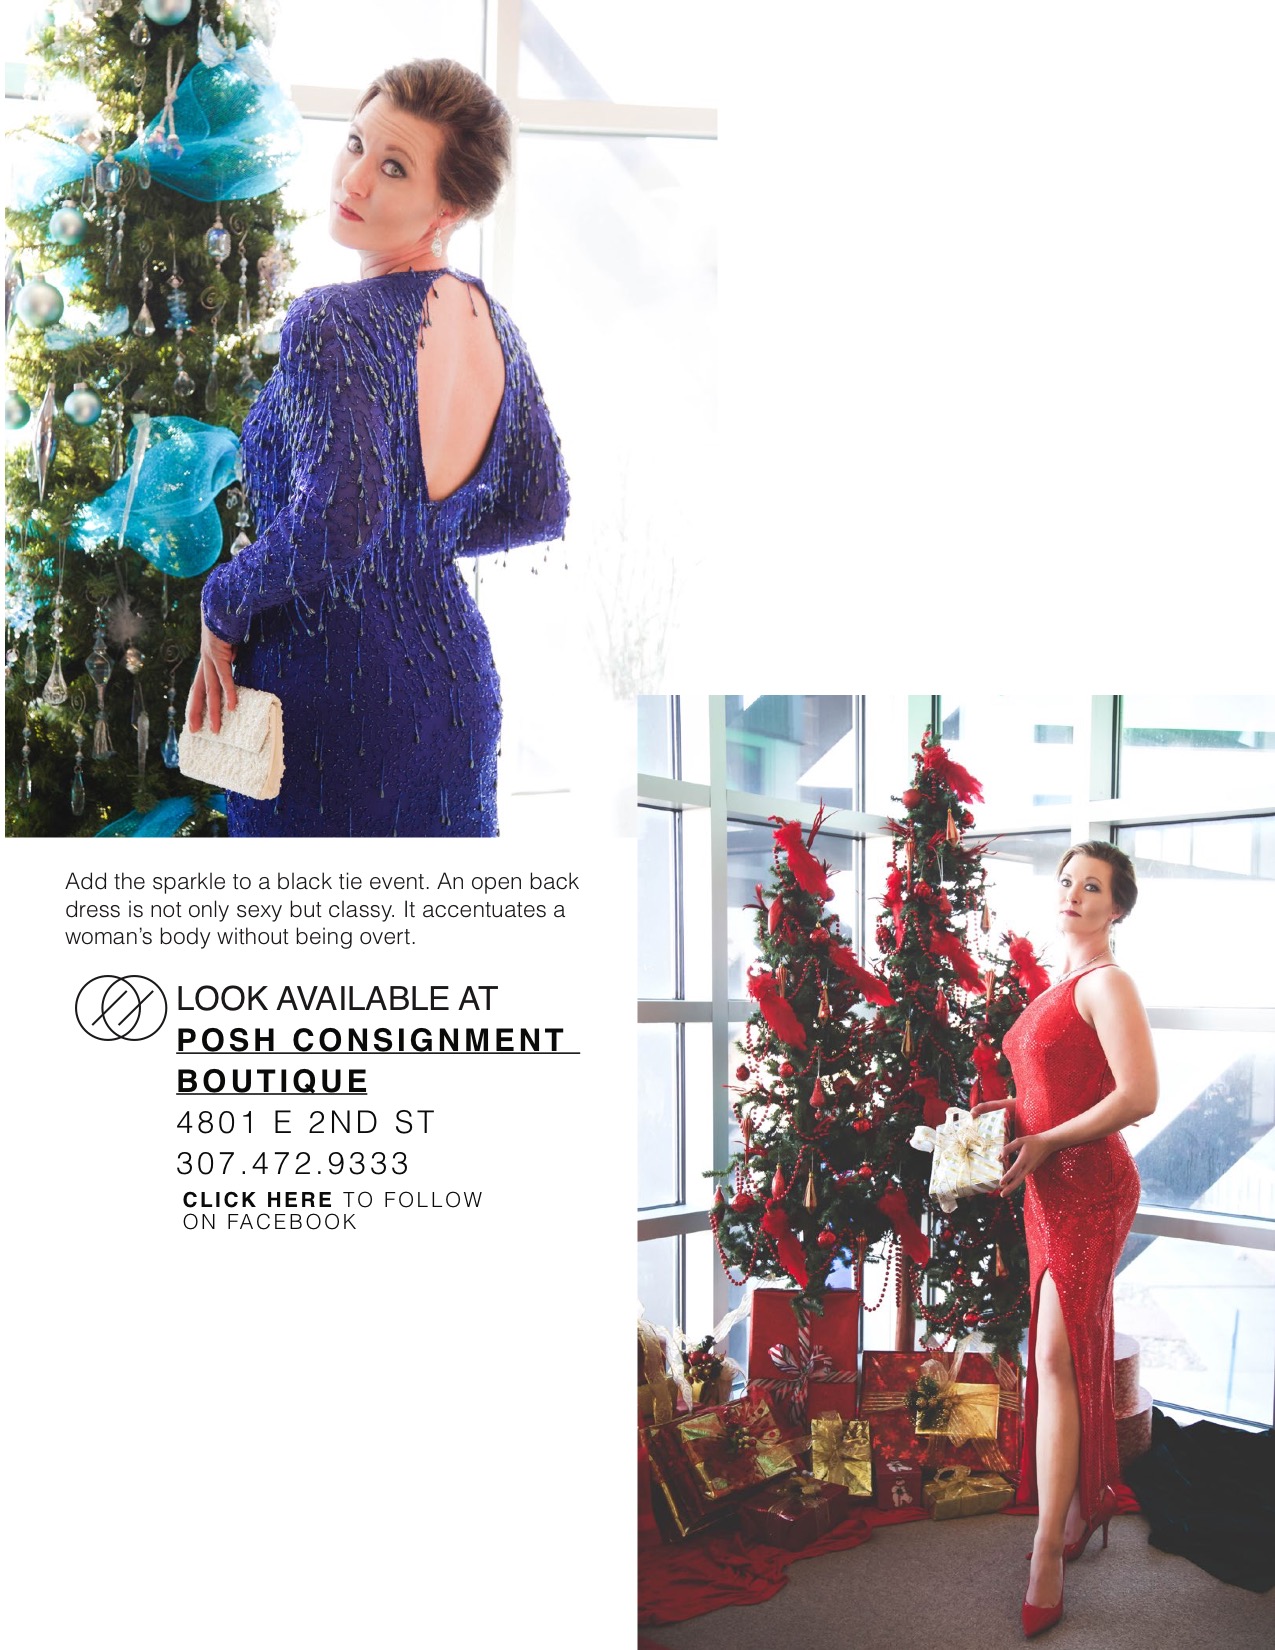 Add the sparkle to a black tie event. An open back
dress is not only sexy but classy. It accentuates a
woman’s body without being overt.
LOOK AVAILABLE AT
POSH CONSIGNMENT
BOUTIQUE
4801 E 2ND ST
307.472.9333
CLICK HERE TO FOLLOW
ON FACEBOOK